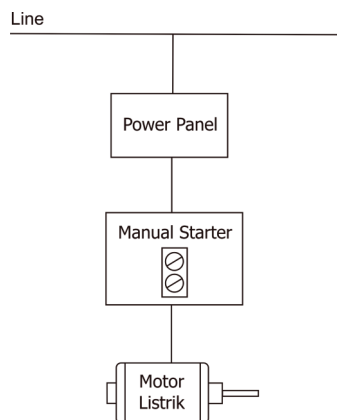 Line
Power Panel
Manual Starter
Motor
Listrik